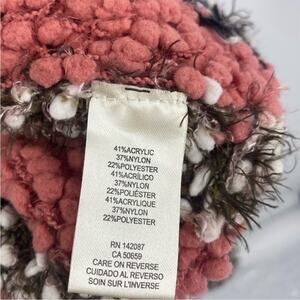 41%ACRYLIC
37%NYLON
22%POLYESTER
41%ACRÍLICO
37%NYLON
22%POLIÉSTER
41%ACRYLIQUE
37%NYLON
22%POLYESTER
RN 142087
CA 50659
CARE ON REVERSE
CUIDADO AL REVERSO
SOIN SUR L'INVERSE